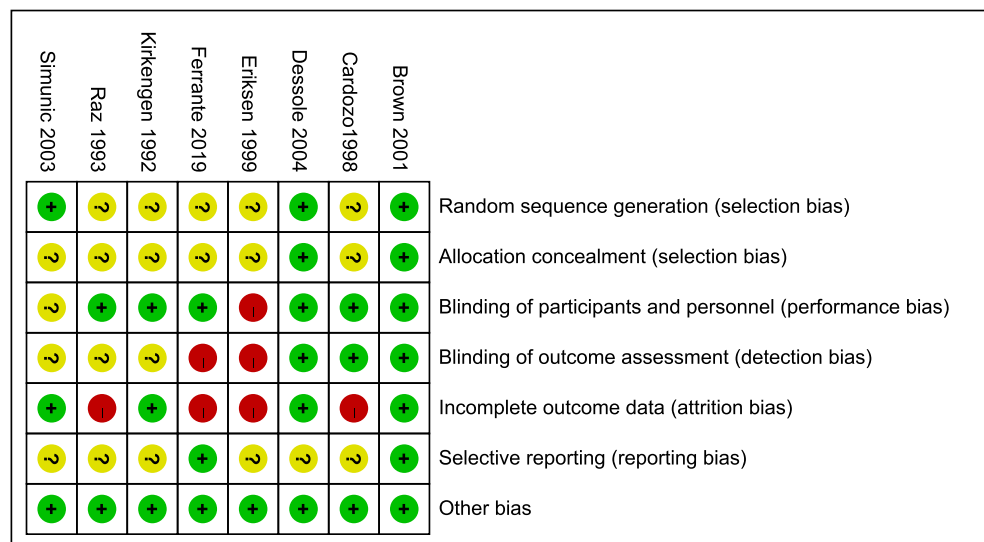 Simunic 2003
Raz 1993
Kirkengen 1992
Ferrante 2019
Eriksen 1999
Dessole 2004
Cardozo1998
Brown 2001
+ ? ? ? ? + ? + Random sequence generation (selection bias)
? ? ? ? ? + ? + Allocation concealment (selection bias)
? + + + – + + + Blinding of participants and personnel (performance bias)
? ? ? – – + + + Blinding of outcome assessment (detection bias)
+ – + – – + – + Incomplete outcome data (attrition bias)
? ? ? + ? ? ? + Selective reporting (reporting bias)
+ + + + + + + + Other bias